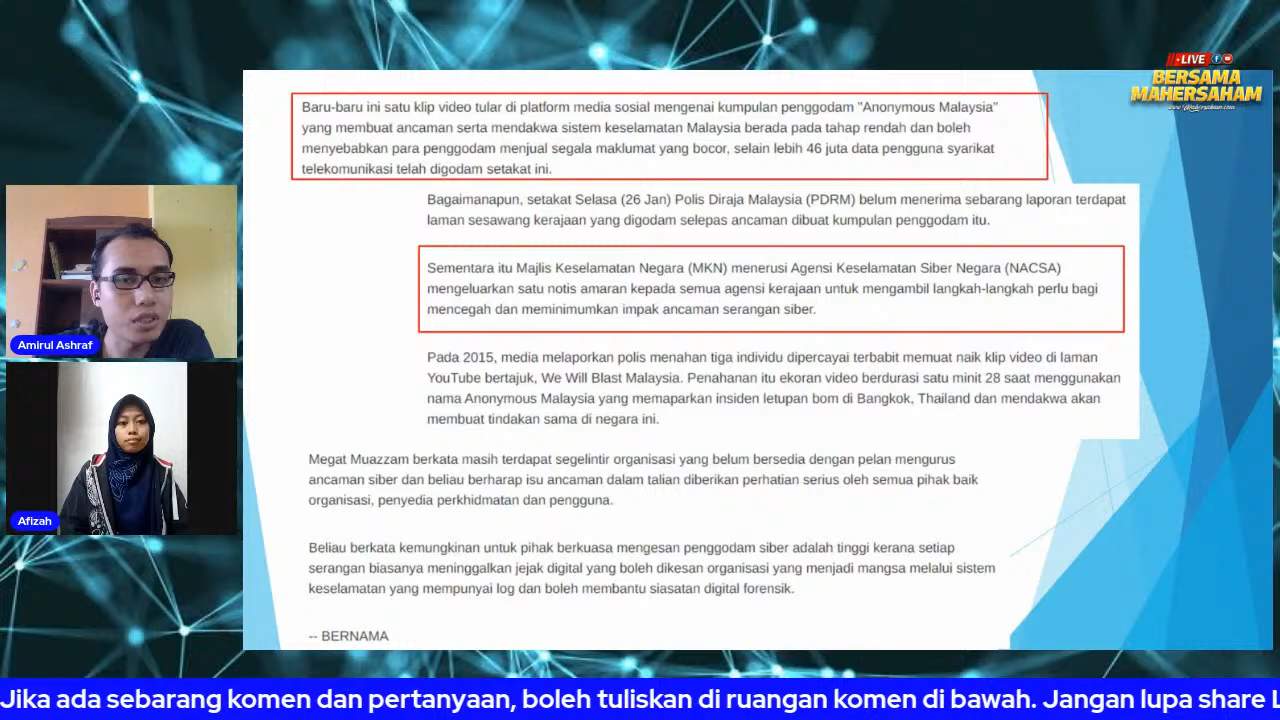 LIVE
BERSAMA
MAHERSAHAM
www.Mahersaham.com
Baru-baru ini satu klip video tular di platform media sosial mengenai kumpulan penggodam "Anonymous Malaysia"
yang membuat ancaman serta mendakwa sistem keselamatan Malaysia berada pada tahap rendah dan boleh
menyebabkan para penggodam menjual segala maklumat yang bocor, selain lebih 46 juta data pengguna syarikat
telekomunikasi telah digodam setakat ini.
Bagaimanapun, setakat Selasa (26 Jan) Polis Diraja Malaysia (PDRM) belum menerima sebarang laporan terdapat
laman sesawang kerajaan yang digodam selepas ancaman dibuat kumpulan penggodam itu.
Sementara itu Majlis Keselamatan Negara (MKN) menerusi Agensi Keselamatan Siber Negara (NACSA)
mengeluarkan satu notis amaran kepada semua agensi kerajaan untuk mengambil langkah-langkah perlu bagi
mencegah dan meminimumkan impak ancaman serangan siber.
Pada 2015, media melaporkan polis menahan tiga individu dipercayai terbabit memuat naik klip video di laman
YouTube bertajuk, We Will Blast Malaysia. Penahanan itu ekoran video berdurasi satu minit 28 saat menggunakan
nama Anonymous Malaysia yang memaparkan insiden letupan bom di Bangkok, Thailand dan mendakwa akan
membuat tindakan sama di negara ini.
Megat Muazzam berkata masih terdapat segelintir organisasi yang belum bersedia dengan pelan mengurus
ancaman siber dan beliau berharap isu ancaman dalam talian diberikan perhatian serius oleh semua pihak baik
organisasi, penyedia perkhidmatan dan pengguna.
Beliau berkata kemungkinan untuk pihak berkuasa mengesan penggodam siber adalah tinggi kerana setiap
serangan biasanya meninggalkan jejak digital yang boleh dikesan organisasi yang menjadi mangsa melalui sistem
keselamatan yang mempunyai log dan boleh membantu siasatan digital forensik.
-- BERNAMA
Amirul Ashraf
Afizah
Jika ada sebarang komen dan pertanyaan, boleh tuliskan di ruangan komen di bawah. Jangan lupa share L